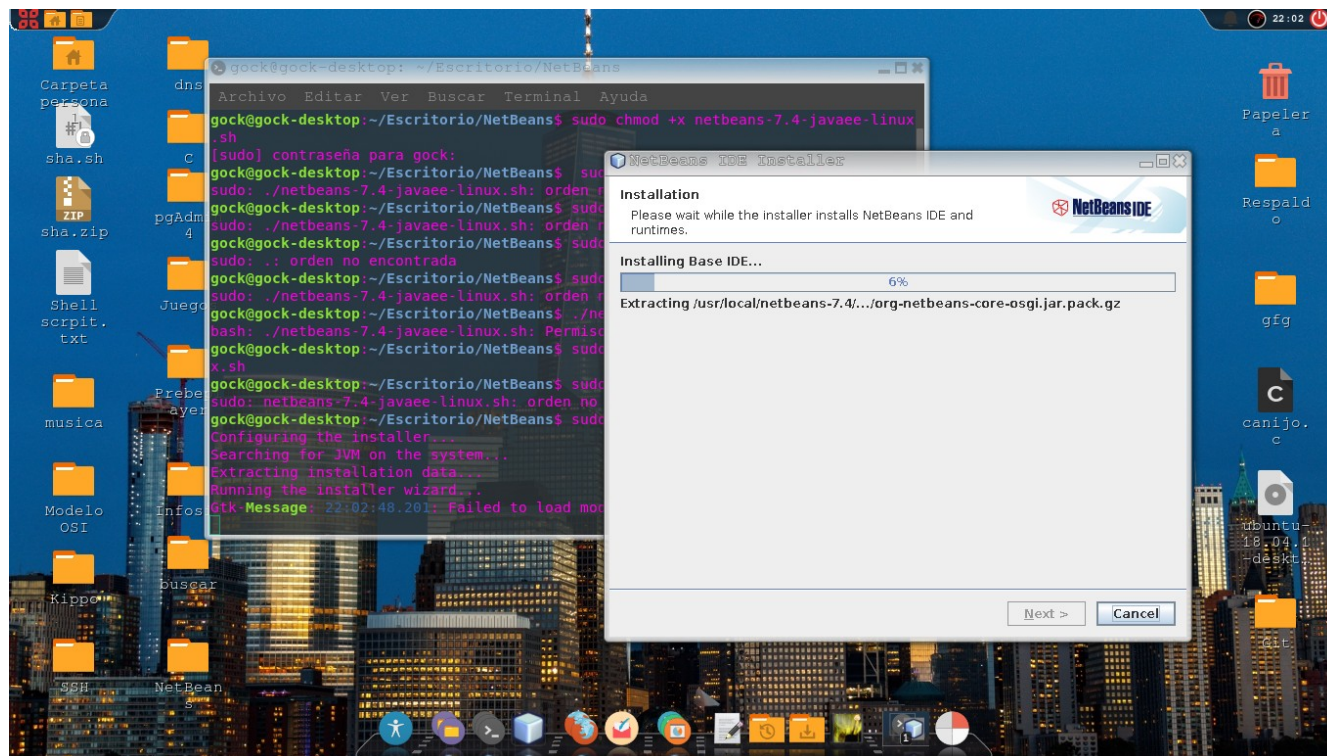 22:02
Carpeta
persona
dns
sha.sh
C
ZIP
sha.zip
pgAdm
4
Shell
scrpit.
txt
Juego
musica
Prebe
ayer
Modelo
OSI
Infos
Kippo
buscar
SSH
NetBean
s
gock@gock-desktop: ~/Escritorio/NetBeans
Archivo Editar Ver Buscar Terminal Ayuda
gock@gock-desktop:~/Escritorio/NetBeans$ sudo chmod +x netbeans-7.4-javaee-linux
.sh
[sudo] contraseña para gock:
gock@gock-desktop:~/Escritorio/NetBeans$ sud
sudo: ./netbeans-7.4-javaee-linux.sh: orden n
gock@gock-desktop:~/Escritorio/NetBeans$ sudo
sudo: ./netbeans-7.4-javaee-linux.sh: orden n
gock@gock-desktop:~/Escritorio/NetBeans$ sudo
sudo: .: orden no encontrada
gock@gock-desktop:~/Escritorio/NetBeans$ sudo
sudo: ./netbeans-7.4-javaee-linux.sh: orden n
gock@gock-desktop:~/Escritorio/NetBeans$ ./ne
bash: ./netbeans-7.4-javaee-linux.sh: Permiso
gock@gock-desktop:~/Escritorio/NetBeans$ sudo
x.sh
gock@gock-desktop:~/Escritorio/NetBeans$ sudo
sudo: netbeans-7.4-javaee-linux.sh: orden no
gock@gock-desktop:~/Escritorio/NetBeans$ sudo
Configuring the installer...
Searching for JVM on the system...
Extracting installation data...
Running the installer wizard...
Gtk-Message: 22:02:48.201: Failed to load mod
NetBeans IDE Installer
Installation
Please wait while the installer installs NetBeans IDE and
runtimes.
NetBeans IDE
Installing Base IDE...
6%
Extracting /usr/local/netbeans-7.4/.../org-netbeans-core-osgi.jar.pack.gz
Next >
Cancel
Papeler
a
Respald
o
gfg
C
canijo.
c
ubuntu-
18.04.1
-deskt
Git